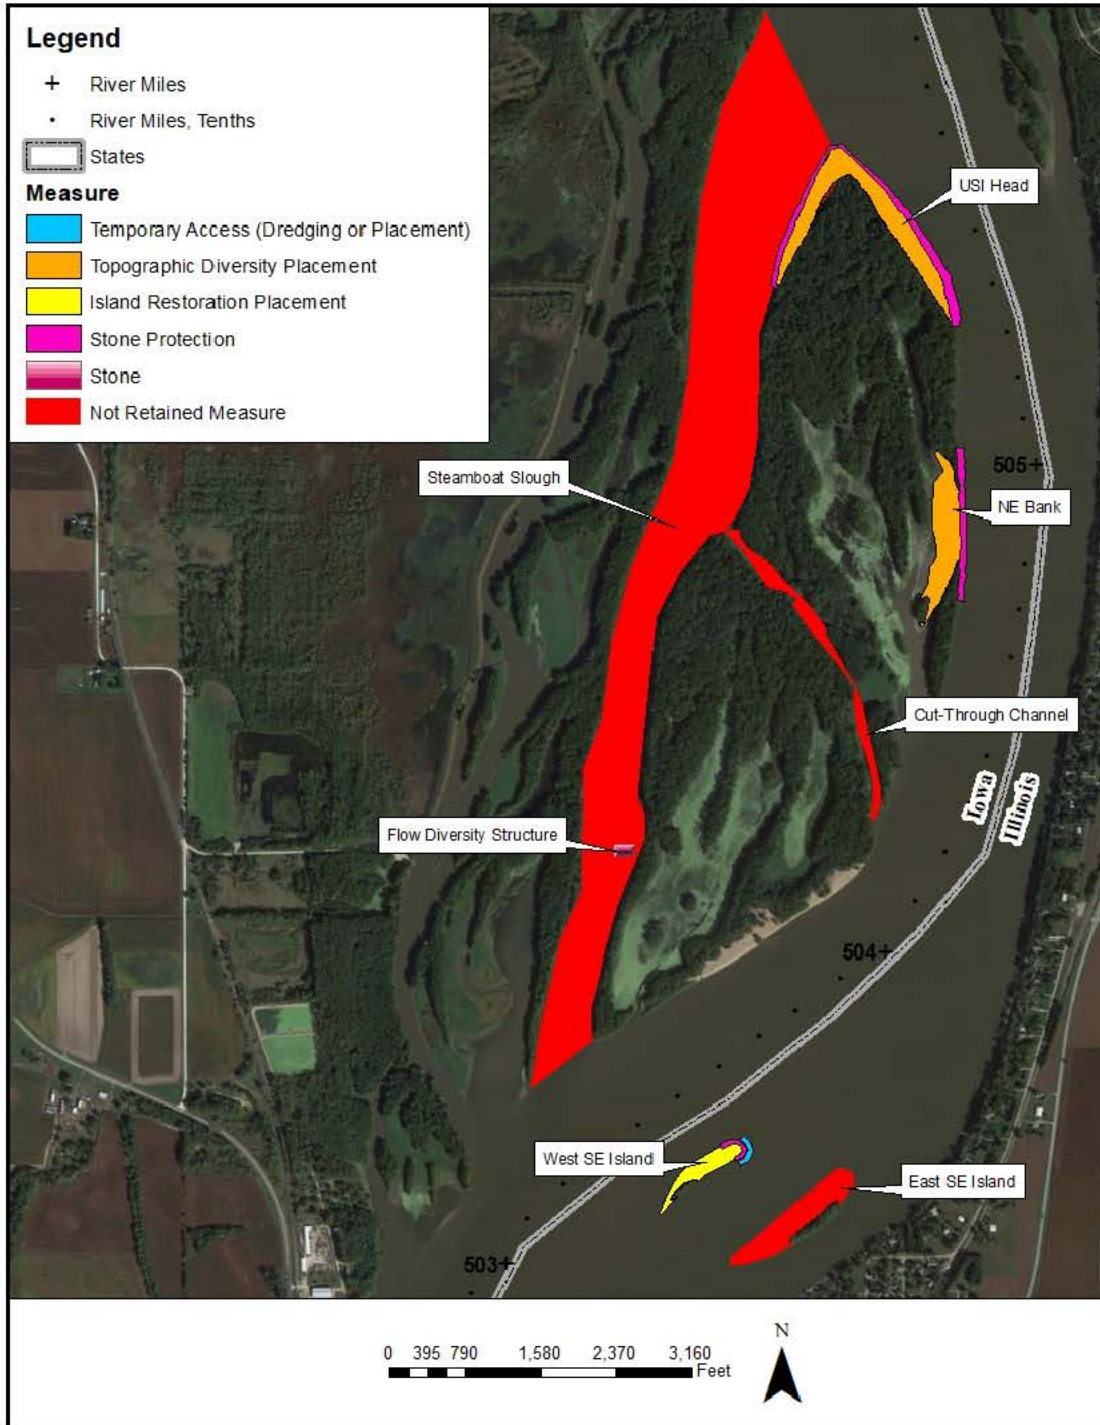 Legend
River Miles
River Miles, Tenths
States
Measure
Temporary Access (Dredging or Placement)
Topographic Diversity Placement
Island Restoration Placement
Stone Protection
Stone
Not Retained Measure
USI Head
Steamboat Slough
505
NE Bank
Cut-Through Channel
Iowa
Illinois
Flow Diversity Structure
504
West SE Island
East SE Island
503
N
0 395 790 1,580 2,370 3,160
Feet